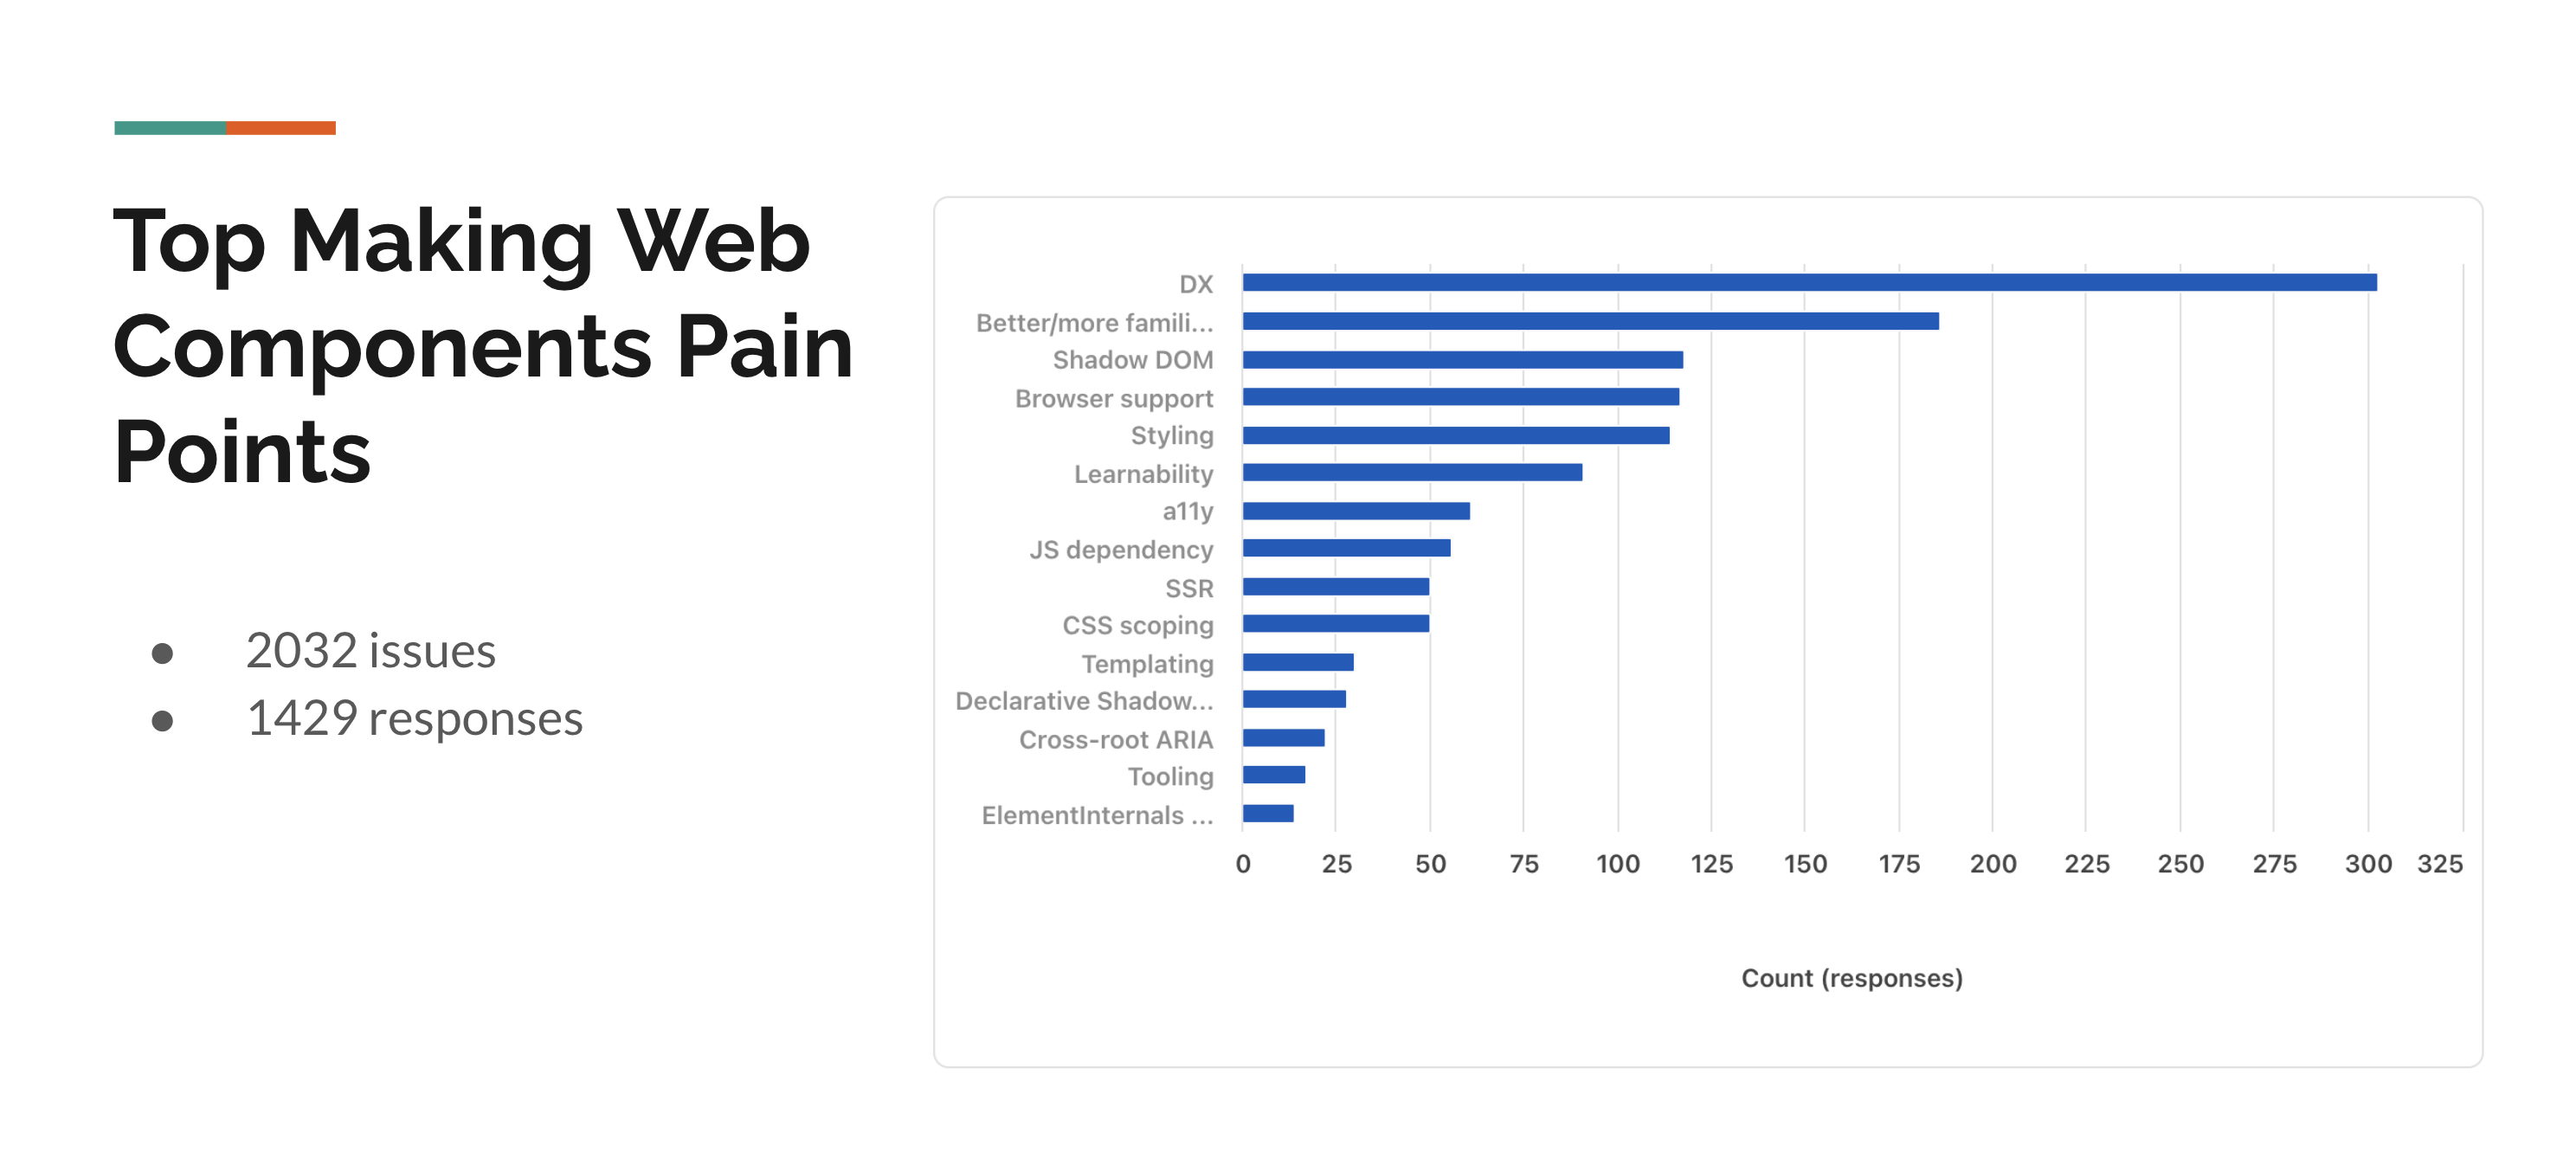 Top Making Web
Components Pain
Points
● 2032 issues
● 1429 responses
DX
Better/more famili...
Shadow DOM
Browser support
Styling
Learnability
a11y
JS dependency
SSR
CSS scoping
Templating
Declarative Shadow...
Cross-root ARIA
Tooling
ElementInternals ...
0 25 50 75 100 125 150 175 200 225 250 275 300 325
Count (responses)